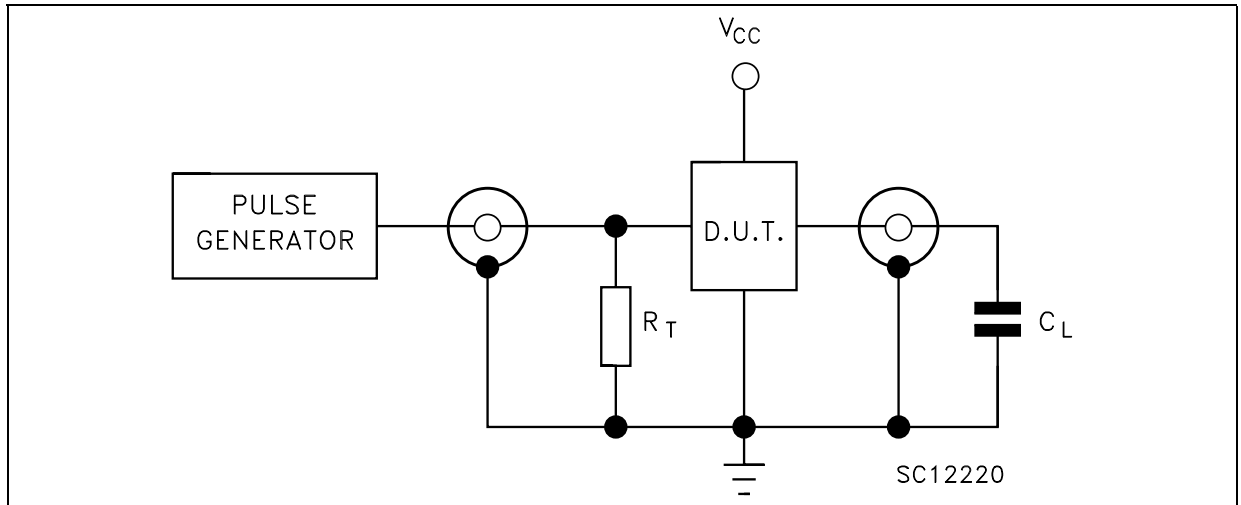 VCC
PULSE
GENERATOR
D.U.T.
RT
CL
SC12220